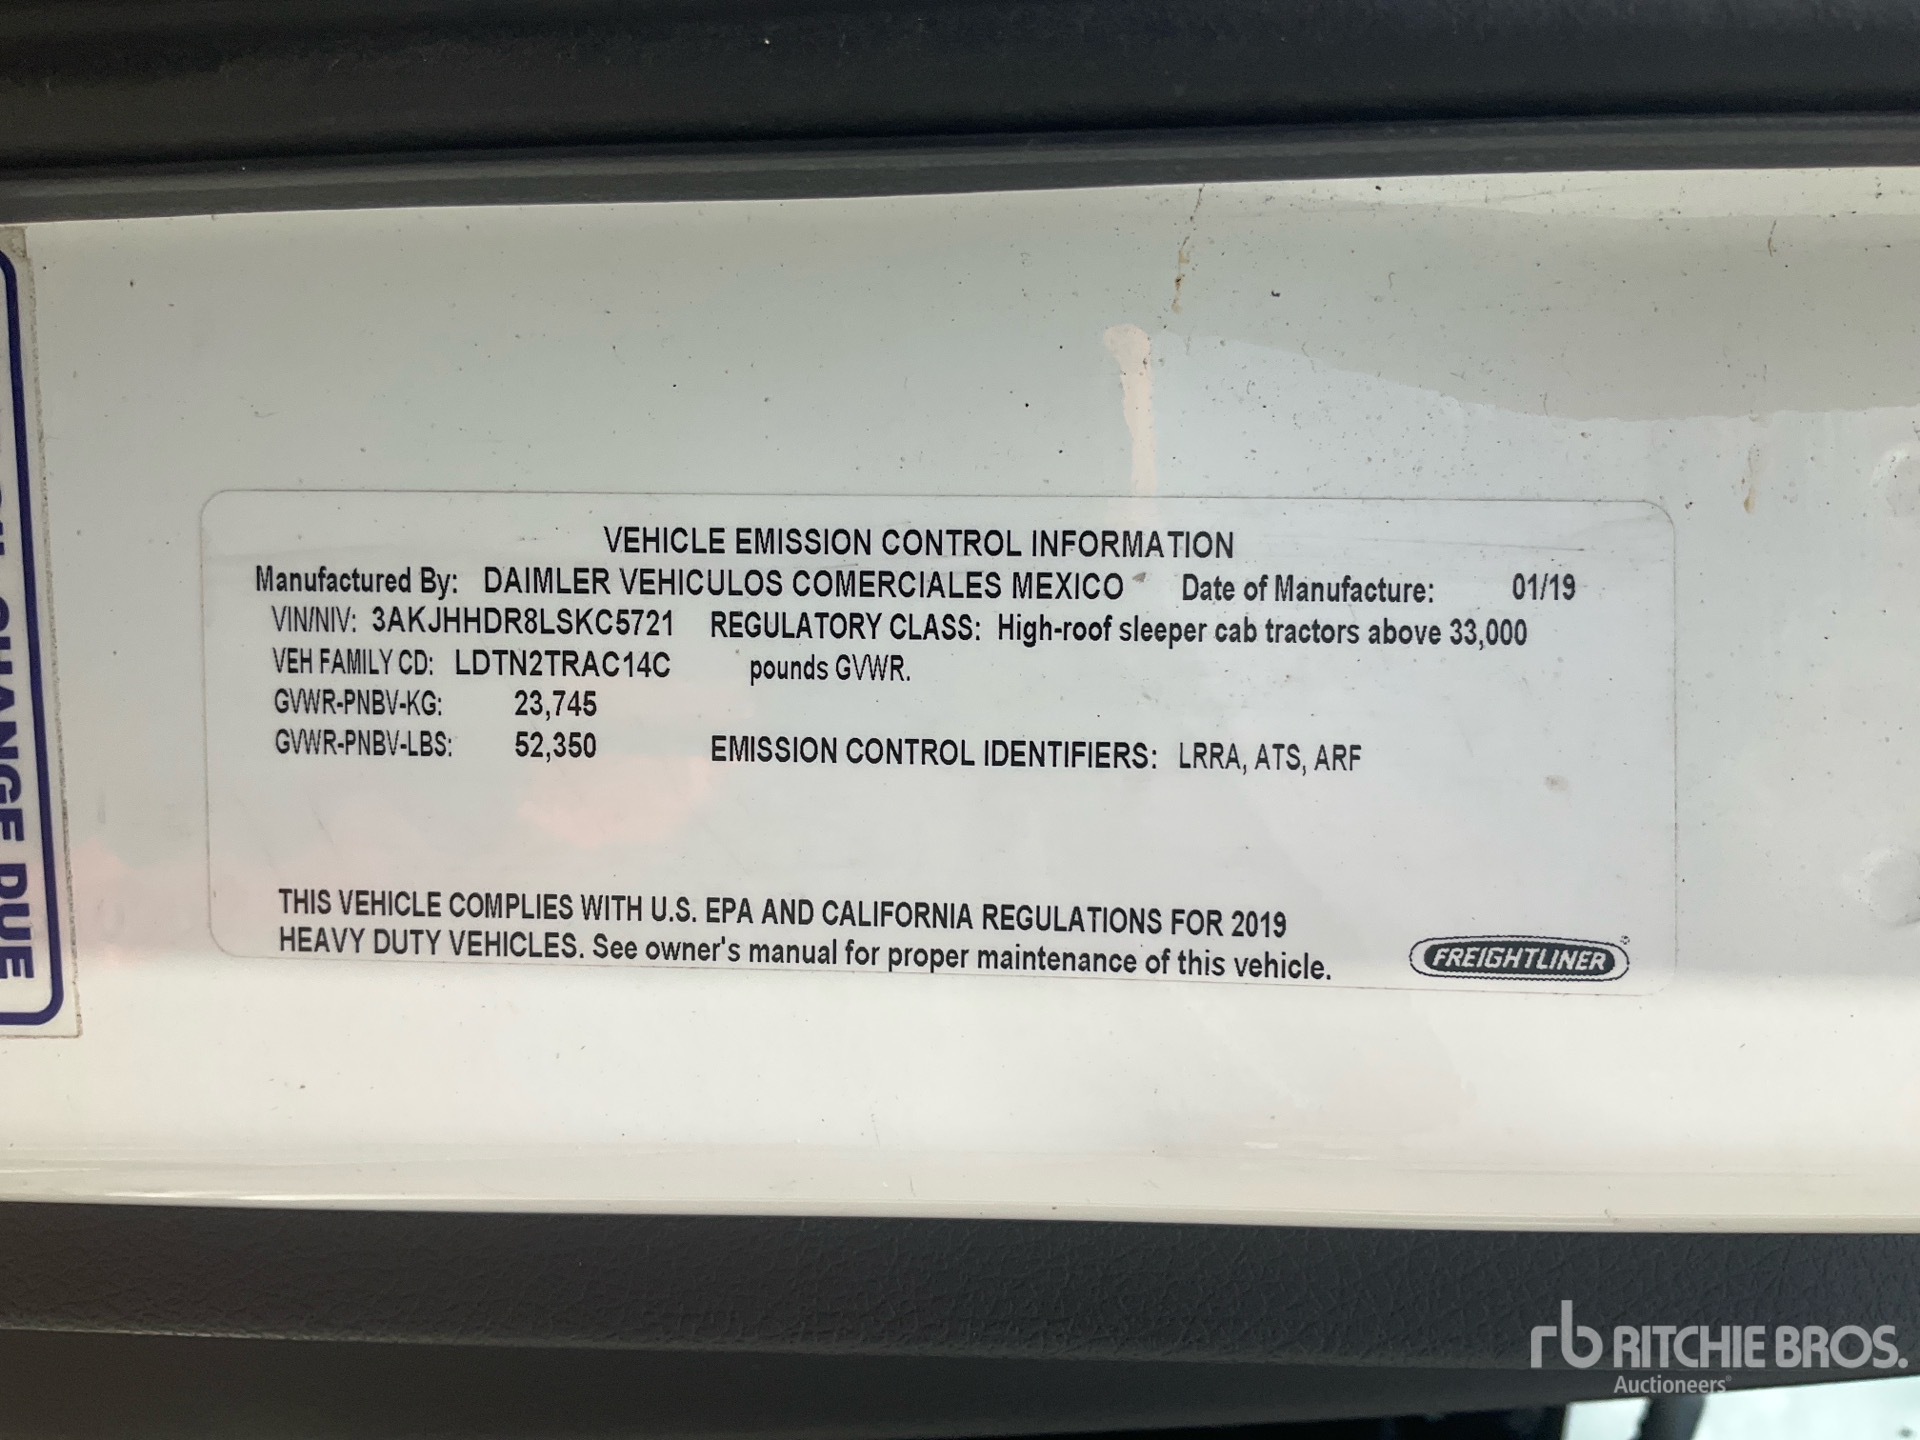 VEHICLE EMISSION CONTROL INFORMATION
Manufactured By: DAIMLER VEHICULOS COMERCIALES MEXICO Date of Manufacture: 01/19
VIN/NIV: 3AKJHHDR8LSKC5721 REGULATORY CLASS: High-roof sleeper cab tractors above 33,000
VEH FAMILY CD: LDTN2TRAC14C pounds GVWR.
GVWR-PNBV-KG: 23,745
GVWR-PNBV-LBS: 52,350 EMISSION CONTROL IDENTIFIERS: LRRA, ATS, ARF
THIS VEHICLE COMPLIES WITH U.S. EPA AND CALIFORNIA REGULATIONS FOR 2019
HEAVY DUTY VEHICLES. See owner's manual for proper maintenance of this vehicle.
FREIGHTLINER
CHANGE DUE
rb RITCHIE BROS.
Auctioneers